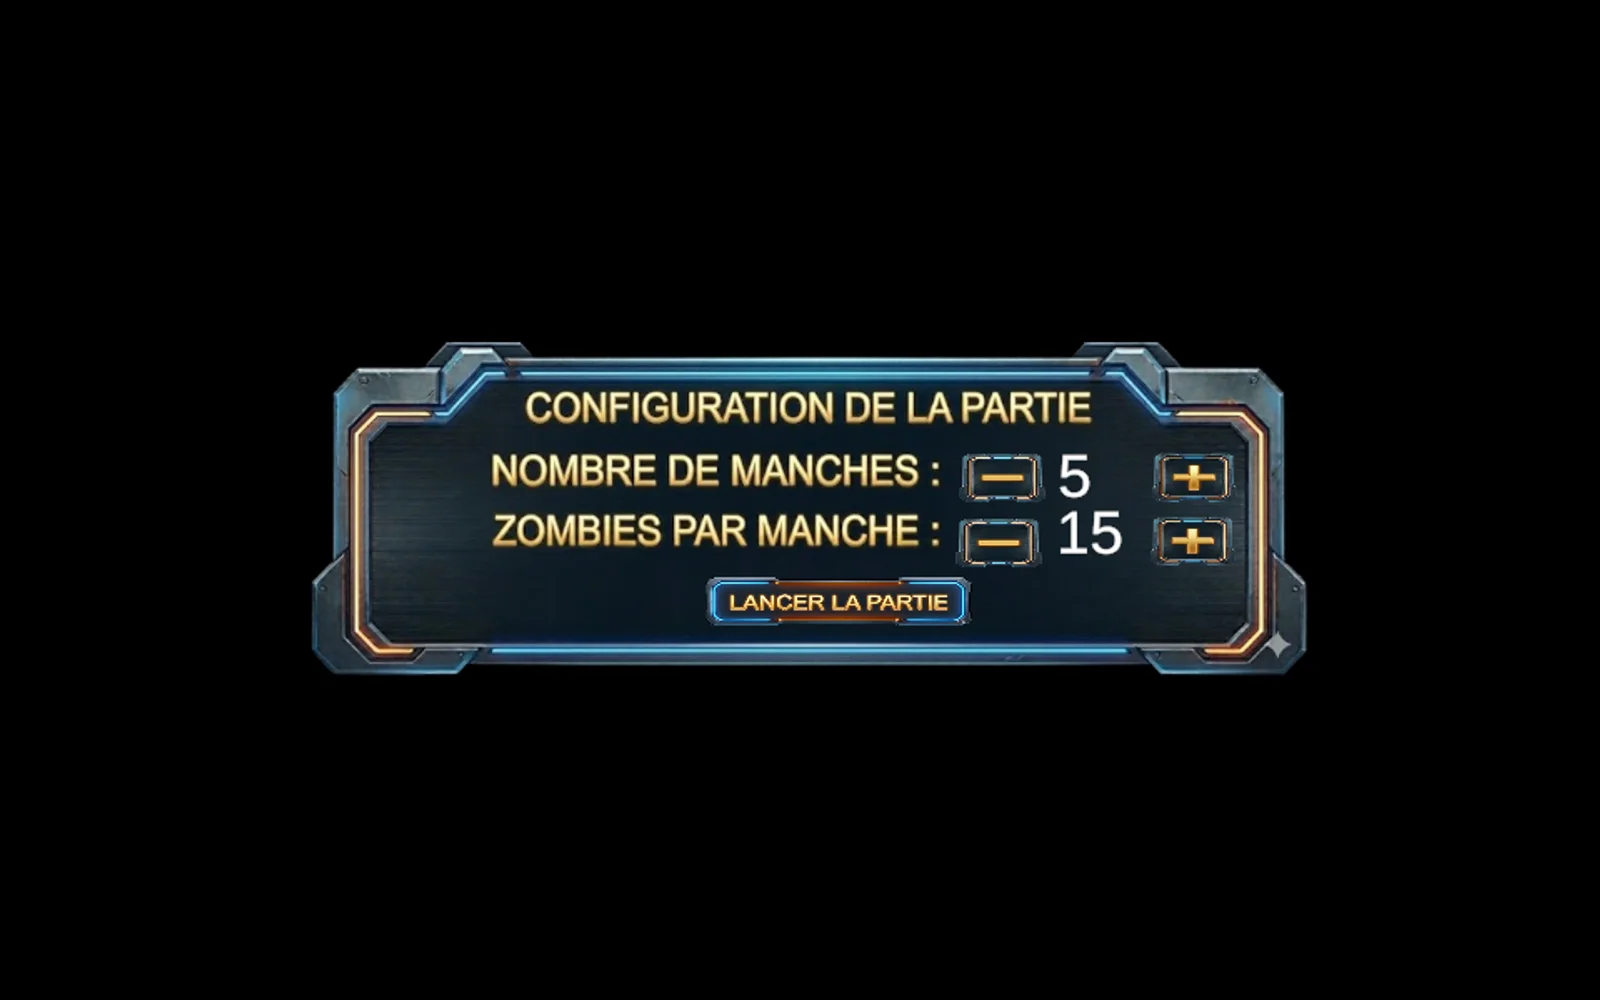 CONFIGURATION DE LA PARTIE
NOMBRE DE MANCHES : − 5 +
ZOMBIES PAR MANCHE : − 15 +
LANCER LA PARTIE